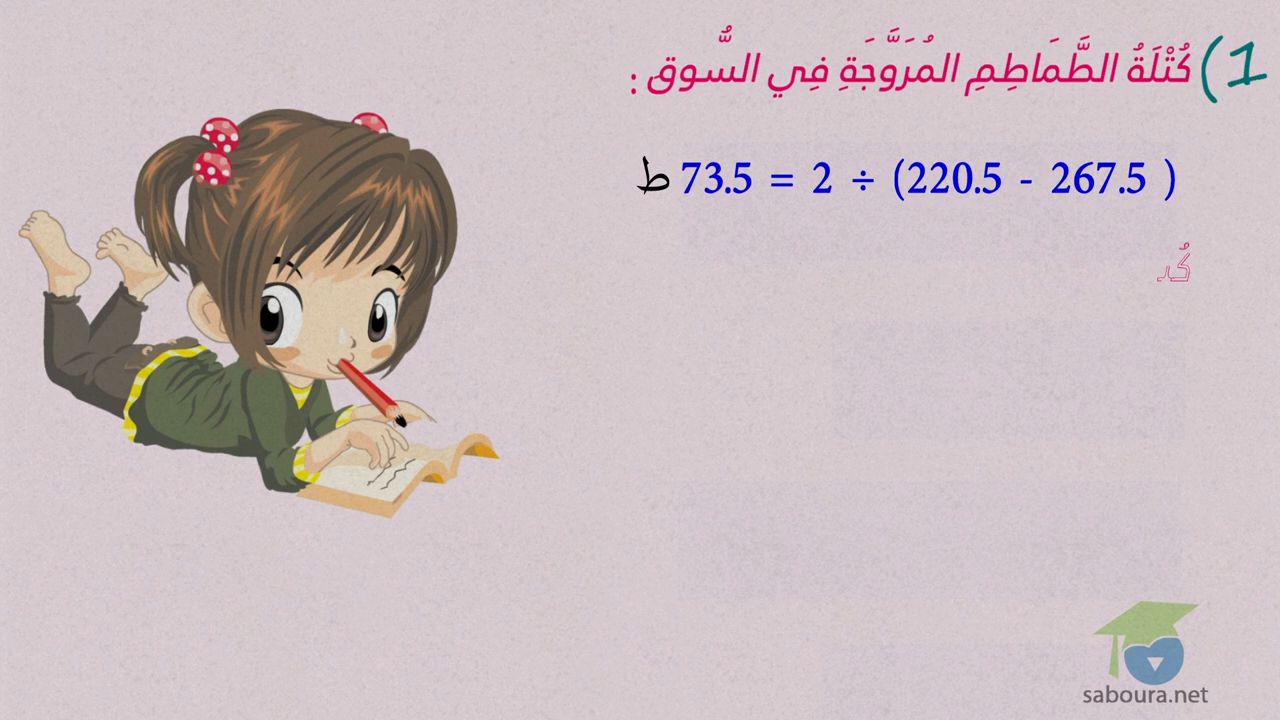 1) كُتْلَةُ الطَّمَاطِمِ المُرَوَّجَةِ فِي السُّوق :
( 267.5 - 220.5) ÷ 2 = 73.5 ط
saboura.net